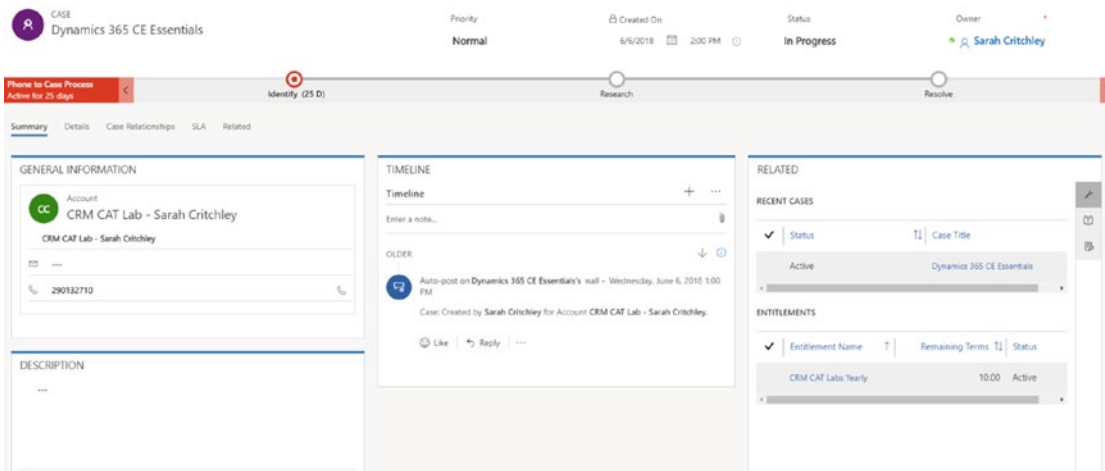 CASE
Dynamics 365 CE Essentials
Priority
Normal
Created On
6/6/2018 2:00 PM
Status
In Progress
Owner *
Sarah Critchley
Phone to Case Process
Active for 25 days
<
Identify (25 D)
Research
Resolve
Summary Details Case Relationships SLA Related
GENERAL INFORMATION
CC
Account
CRM CAT Lab - Sarah Critchley
CRM CAT Lab - Sarah Critchley
---
290132710
DESCRIPTION
---
TIMELINE
Timeline + ...
Enter a note...
OLDER
Auto-post on Dynamics 365 CE Essentials's wall - Wednesday, June 6, 2018 1:00
PM
Case: Created by Sarah Critchley for Account CRM CAT Lab - Sarah Critchley.
Like Reply ...
RELATED
RECENT CASES
Status Case Title
Active Dynamics 365 CE Essentials
ENTITLEMENTS
Entitlement Name Remaining Terms Status
CRM CAT Labs Yearly 10.00 Active